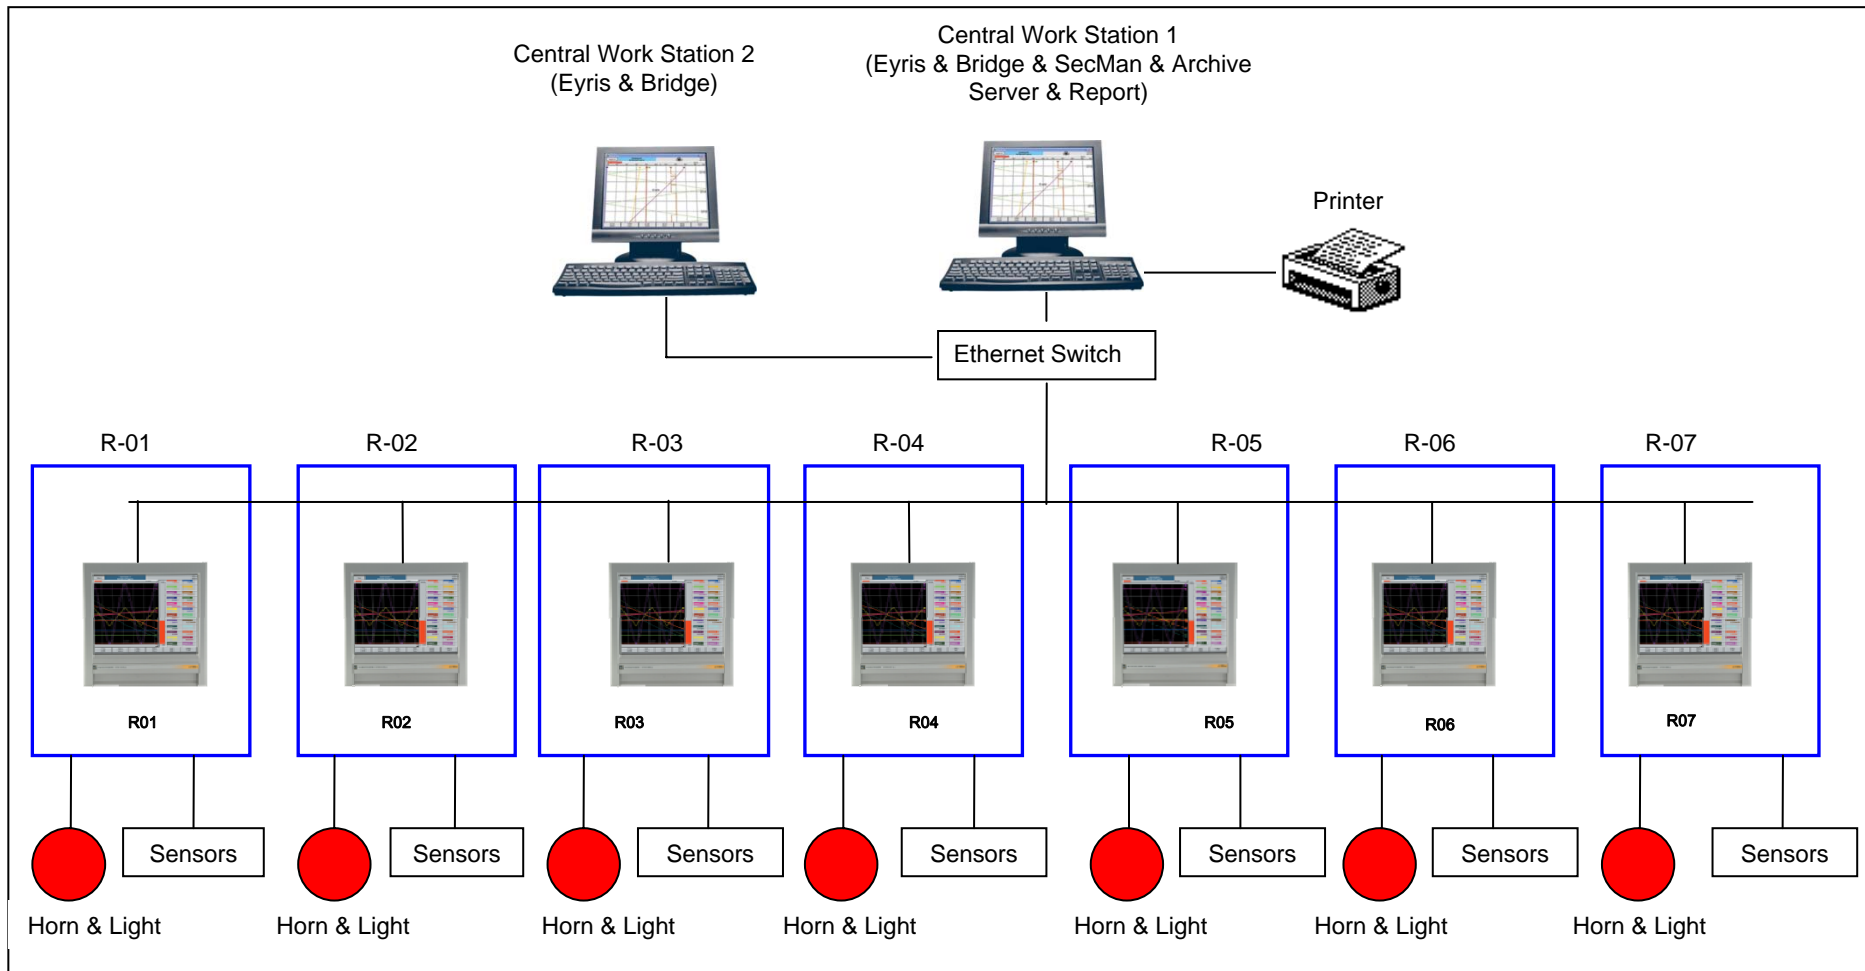 Central Work Station 2
(Eyris & Bridge)
Central Work Station 1
(Eyris & Bridge & SecMan & Archive
Server & Report)
Printer
Ethernet Switch
R-01
R-02
R-03
R-04
R-05
R-06
R-07
R01
R02
R03
R04
R05
R06
R07
Sensors
Sensors
Sensors
Sensors
Sensors
Sensors
Sensors
Horn & Light
Horn & Light
Horn & Light
Horn & Light
Horn & Light
Horn & Light
Horn & Light